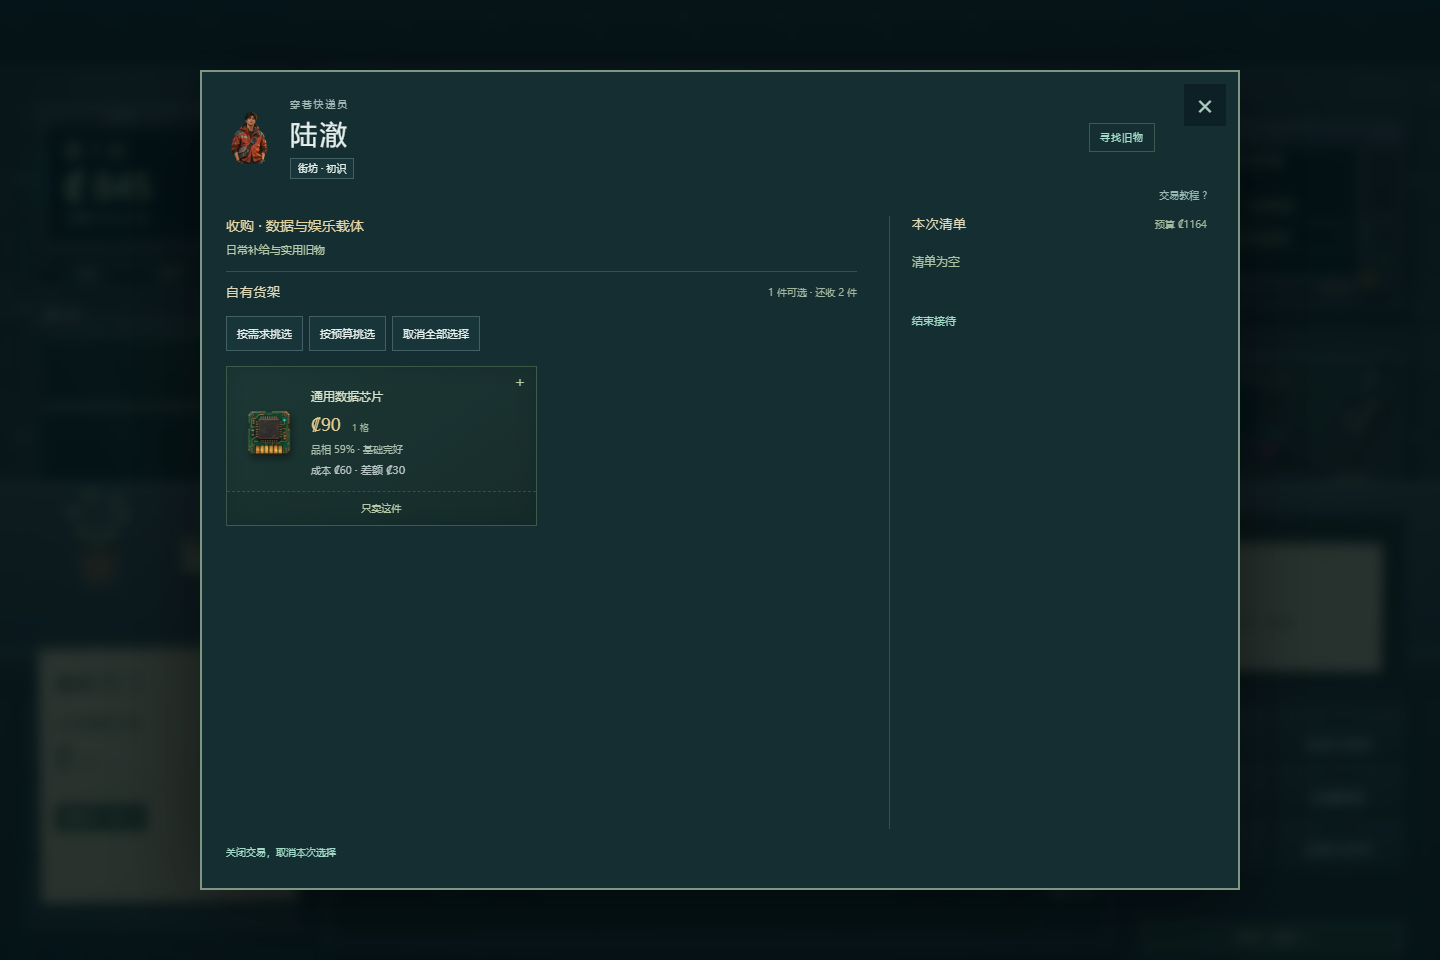 穿巷快递员
陆澈
街坊 · 初识
寻找旧物
交易教程 ?
收购 · 数据与娱乐载体
日常补给与实用旧物
自有货架
1 件可选 · 还收 2 件
按需求挑选
按预算挑选
取消全部选择
+
通用数据芯片
₡90 1 格
品相 59% · 基础完好
成本 ₡60 · 差额 ₡30
只卖这件
本次清单
预算 ₡1164
清单为空
结束接待
关闭交易，取消本次选择